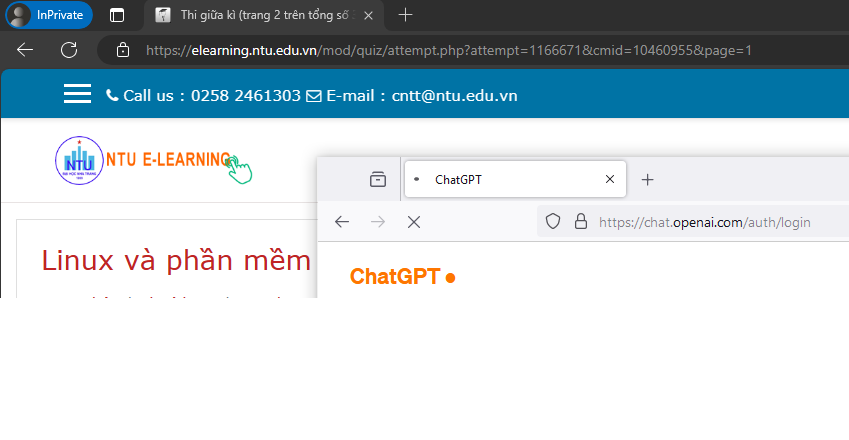 InPrivate
Thi giữa kì (trang 2 trên tổng số
https://elearning.ntu.edu.vn/mod/quiz/attempt.php?attempt=1166671&cmid=10460955&page=1
Call us : 0258 2461303 E-mail : cntt@ntu.edu.vn
NTU
NTU E-LEARNING
ChatGPT
https://chat.openai.com/auth/login
Linux và phần mềm
ChatGPT